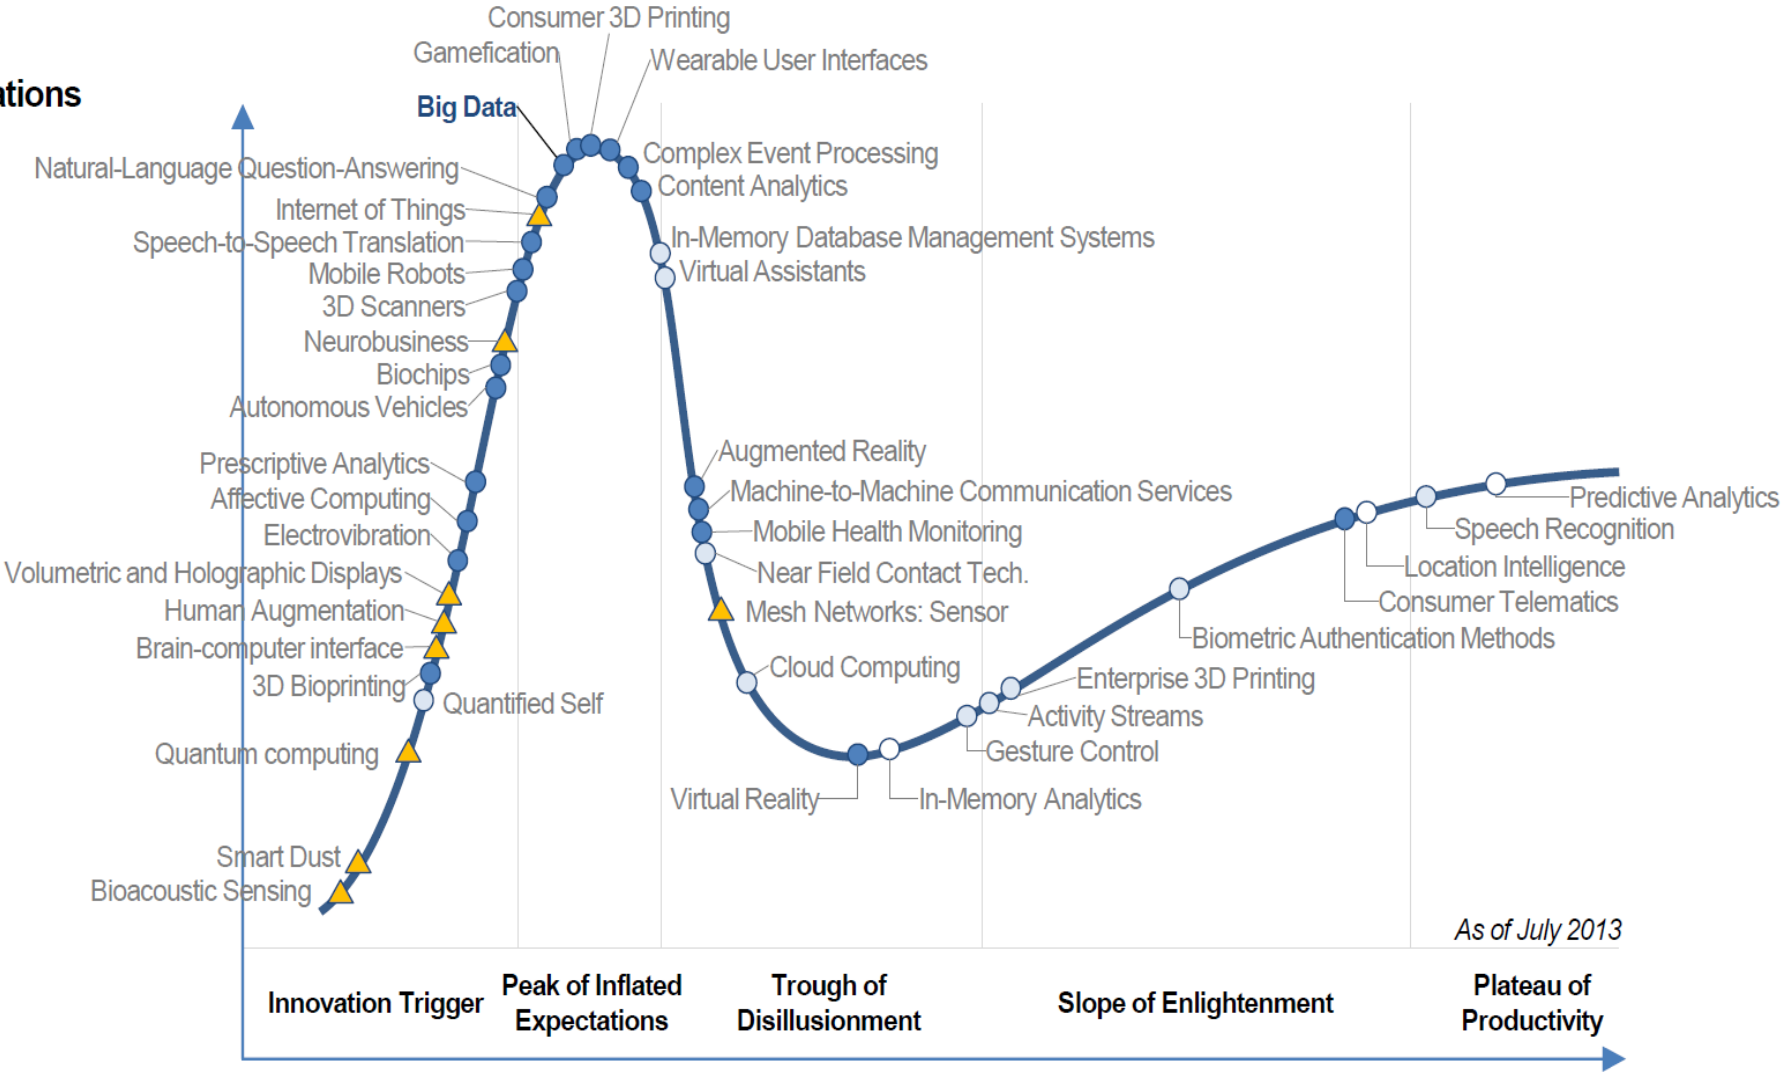 Consumer 3D Printing
Gamefication
Wearable User Interfaces
ations
Big Data
Complex Event Processing
Natural-Language Question-Answering
Content Analytics
Internet of Things
Speech-to-Speech Translation
In-Memory Database Management Systems
Mobile Robots
Virtual Assistants
3D Scanners
Neurobusiness
Biochips
Autonomous Vehicles
Augmented Reality
Prescriptive Analytics
Machine-to-Machine Communication Services
Affective Computing
Predictive Analytics
Electrovibration
Mobile Health Monitoring
Speech Recognition
Volumetric and Holographic Displays
Near Field Contact Tech.
Location Intelligence
Human Augmentation
Mesh Networks: Sensor
Consumer Telematics
Brain-computer interface
Biometric Authentication Methods
3D Bioprinting
Cloud Computing
Enterprise 3D Printing
Quantified Self
Activity Streams
Quantum computing
Gesture Control
Virtual Reality
In-Memory Analytics
Smart Dust
Bioacoustic Sensing
As of July 2013
Innovation Trigger
Peak of Inflated
Expectations
Trough of
Disillusionment
Slope of Enlightenment
Plateau of
Productivity